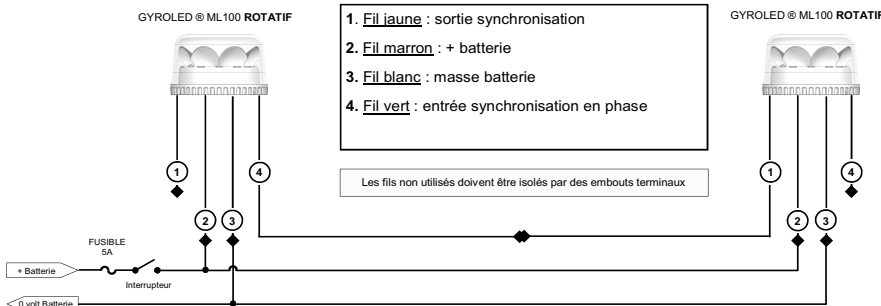 GYROLED ® ML100 ROTATIF
GYROLED ® ML100 ROTATIF
1. Fil jaune : sortie synchronisation
2. Fil marron : + batterie
3. Fil blanc : masse batterie
4. Fil vert : entrée synchronisation en phase
Les fils non utilisés doivent être isolés par des embouts terminaux
1
4
1
4
2
3
2
3
FUSIBLE
5A
+ Batterie
Interrupteur
0 volt Batterie